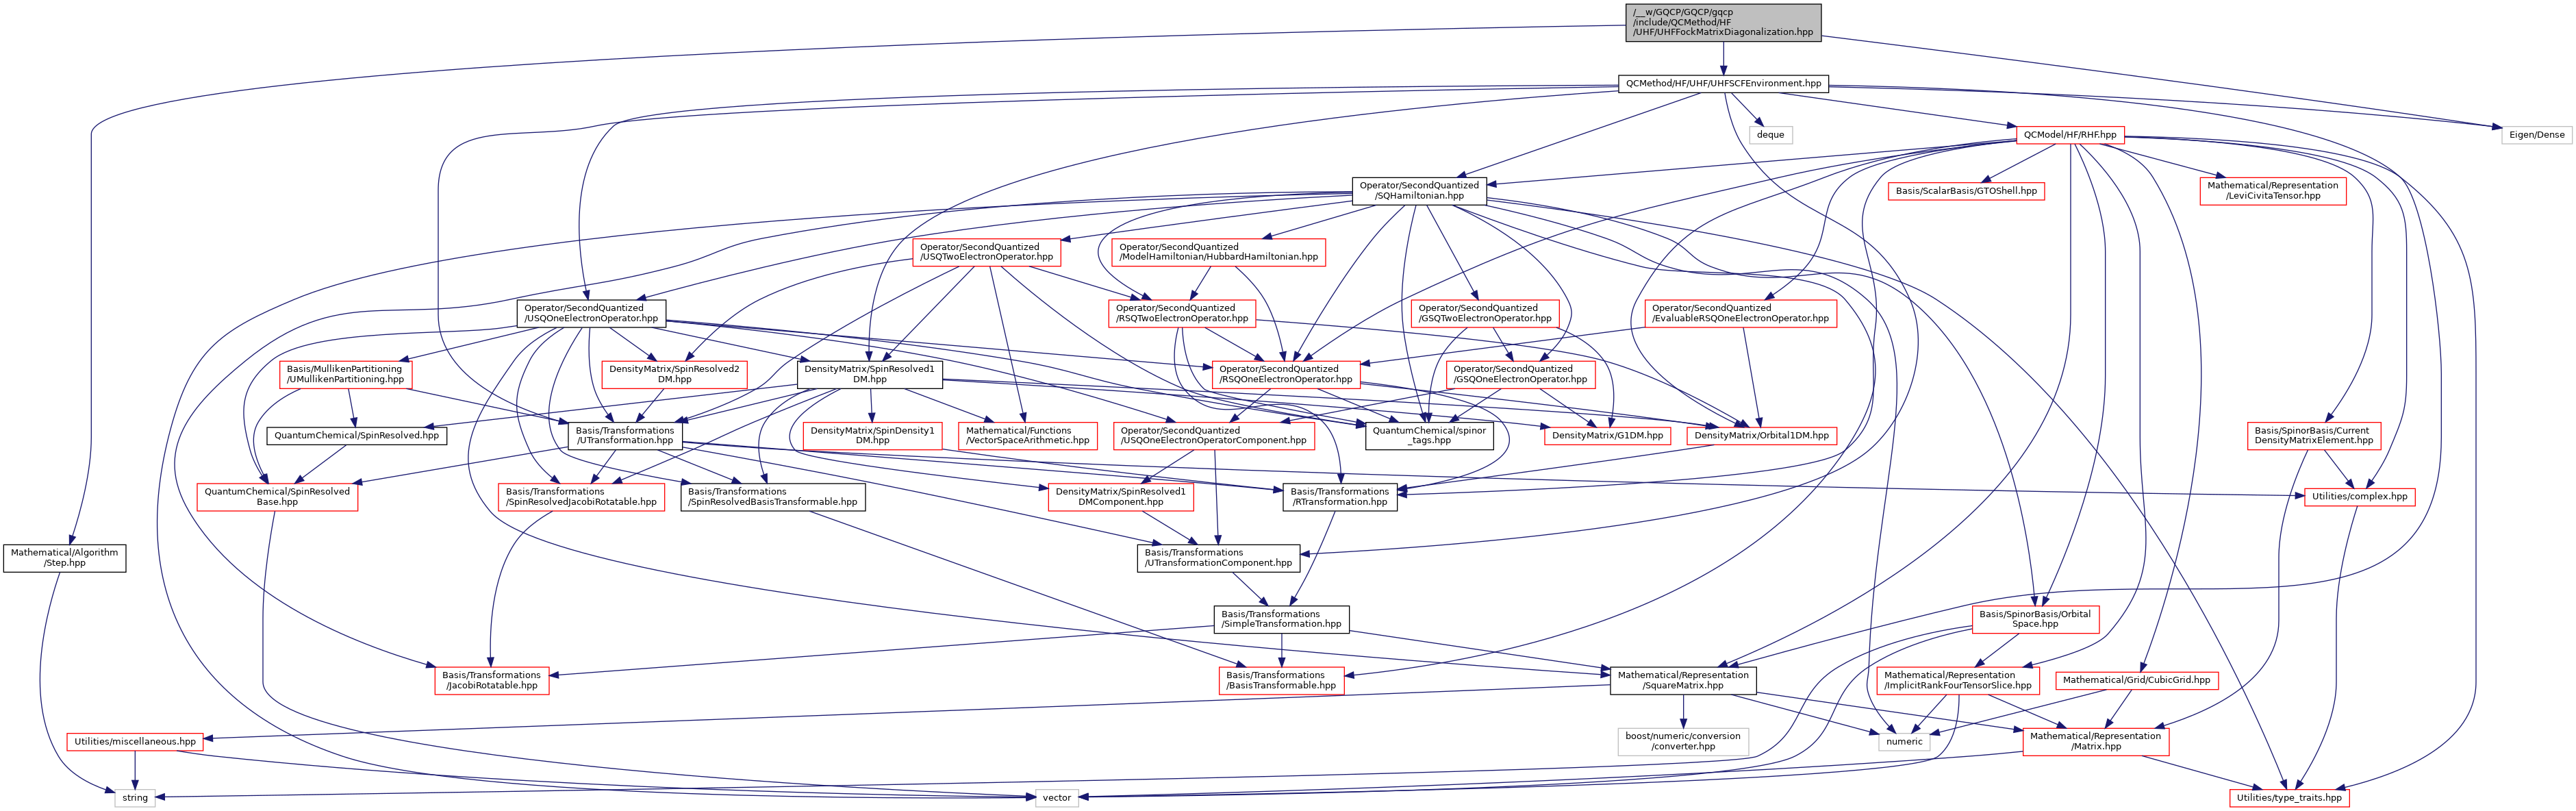 /__w/GQCP/GQCP/gqcp
/include/QCMethod/HF
/UHF/UHFFockMatrixDiagonalization.hpp
QCMethod/HF/UHF/UHFSCFEnvironment.hpp
deque
QCModel/HF/RHF.hpp
Eigen/Dense
Operator/SecondQuantized
/SQHamiltonian.hpp
Basis/ScalarBasis/GTOShell.hpp
Mathematical/Representation
/LeviCivitaTensor.hpp
Operator/SecondQuantized
/USQTwoElectronOperator.hpp
Operator/SecondQuantized
/ModelHamiltonian/HubbardHamiltonian.hpp
Operator/SecondQuantized
/USQOneElectronOperator.hpp
Operator/SecondQuantized
/RSQTwoElectronOperator.hpp
Operator/SecondQuantized
/GSQTwoElectronOperator.hpp
Operator/SecondQuantized
/EvaluableRSQOneElectronOperator.hpp
Basis/MullikenPartitioning
/UMullikenPartitioning.hpp
DensityMatrix/SpinResolved2
DM.hpp
DensityMatrix/SpinResolved1
DM.hpp
Operator/SecondQuantized
/RSQOneElectronOperator.hpp
Operator/SecondQuantized
/GSQOneElectronOperator.hpp
QuantumChemical/SpinResolved.hpp
Basis/Transformations
/UTransformation.hpp
DensityMatrix/SpinDensity1
DM.hpp
Mathematical/Functions
/VectorSpaceArithmetic.hpp
Operator/SecondQuantized
/USQOneElectronOperatorComponent.hpp
QuantumChemical/spinor
_tags.hpp
DensityMatrix/G1DM.hpp
DensityMatrix/Orbital1DM.hpp
Basis/SpinorBasis/Current
DensityMatrixElement.hpp
QuantumChemical/SpinResolved
Base.hpp
Basis/Transformations
/SpinResolvedJacobiRotatable.hpp
Basis/Transformations
/SpinResolvedBasisTransformable.hpp
DensityMatrix/SpinResolved1
DMComponent.hpp
Basis/Transformations
/RTransformation.hpp
Utilities/complex.hpp
Mathematical/Algorithm
/Step.hpp
Basis/Transformations
/UTransformationComponent.hpp
Basis/Transformations
/SimpleTransformation.hpp
Basis/SpinorBasis/Orbital
Space.hpp
Basis/Transformations
/JacobiRotatable.hpp
Basis/Transformations
/BasisTransformable.hpp
Mathematical/Representation
/SquareMatrix.hpp
Mathematical/Representation
/ImplicitRankFourTensorSlice.hpp
Mathematical/Grid/CubicGrid.hpp
Utilities/miscellaneous.hpp
boost/numeric/conversion
/converter.hpp
numeric
Mathematical/Representation
/Matrix.hpp
string
vector
Utilities/type_traits.hpp